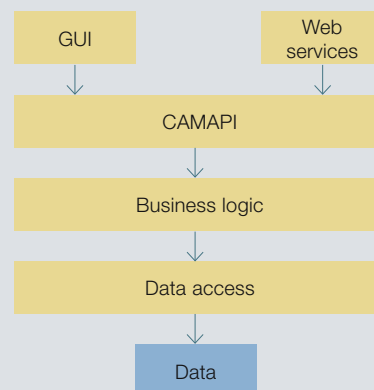 GUI
Web
services
CAMAPI
Business logic
Data access
Data